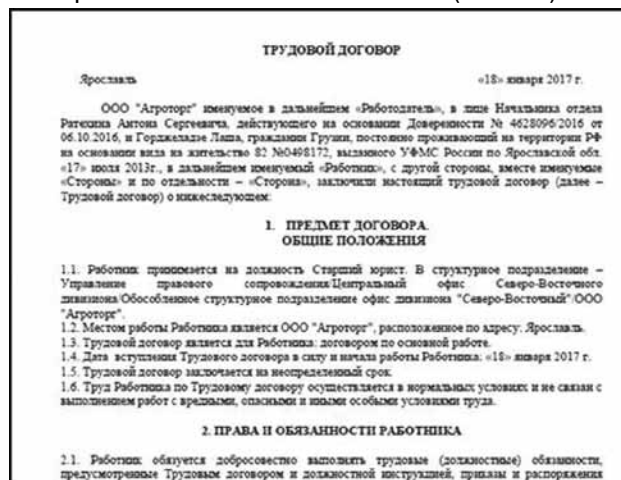 ТРУДОВОЙ ДОГОВОР
Ярославль «18» января 2017 г.
ООО "Агроторг" именуемое в дальнейшем «Работодатель», в лице Начальника отдела
Ратехина Антона Сергеевича, действующего на основании Доверенности № 4628096/2016 от
06.10.2016, и Горджеладзе Лаша, гражданин Грузии, постоянно проживающий на территории РФ
на основании вида на жительство 82 №0498172, выданного УФМС России по Ярославской обл.
«17» июля 2013г., в дальнейшем именуемый «Работник», с другой стороны, вместе именуемые
«Стороны» и по отдельности – «Сторона», заключили настоящий трудовой договор (далее –
Трудовой договор) о нижеследующем:
1. ПРЕДМЕТ ДОГОВОРА.
ОБЩИЕ ПОЛОЖЕНИЯ
1.1. Работник принимается на должность Старший юрист. В структурное подразделение –
Управление правового сопровождения/Центральный офис Северо-Восточного
дивизиона/Обособленное структурное подразделение офис дивизиона "Северо-Восточный"/ООО
"Агроторг".
1.2. Местом работы Работника является ООО "Агроторг", расположенное по адресу: Ярославль.
1.3. Трудовой договор является для Работника: договором по основной работе.
1.4. Дата вступления Трудового договора в силу и начала работы Работника: «18» января 2017 г.
1.5. Трудовой договор заключается на неопределенный срок.
1.6. Труд Работника по Трудовому договору осуществляется в нормальных условиях и не связан с
выполнением работ с вредными, опасными и иными особыми условиями труда.
2. ПРАВА И ОБЯЗАННОСТИ РАБОТНИКА
2.1. Работник обязуется добросовестно выполнять трудовые (должностные) обязанности,
предусмотренные Трудовым договором и должностной инструкцией, приказы и распоряжения